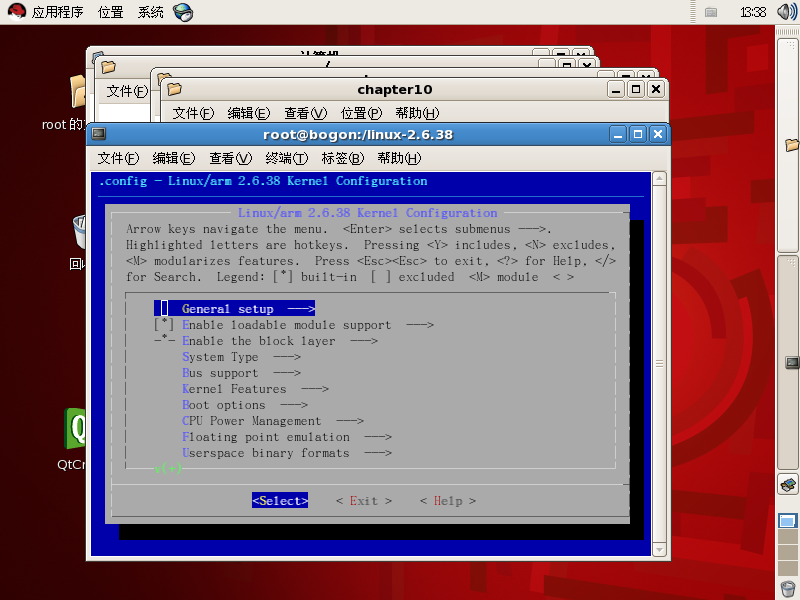 应用程序 位置 系统 13:38
计算机
/
文件(F)
chapter10
文件(F) 编辑(E) 查看(V) 位置(P) 帮助(H)
root 的
root@bogon:/linux-2.6.38
文件(F) 编辑(E) 查看(V) 终端(T) 标签(B) 帮助(H)
.config - Linux/arm 2.6.38 Kernel Configuration
Linux/arm 2.6.38 Kernel Configuration
Arrow keys navigate the menu. <Enter> selects submenus --->.
Highlighted letters are hotkeys. Pressing <Y> includes, <N> excludes,
<M> modularizes features. Press <Esc><Esc> to exit, <?> for Help, </>
for Search. Legend: [*] built-in [ ] excluded <M> module < >
General setup --->
[*] Enable loadable module support --->
-*- Enable the block layer --->
System Type --->
Bus support --->
Kernel Features --->
Boot options --->
CPU Power Management --->
Floating point emulation --->
Userspace binary formats --->
v(+)
<Select> < Exit > < Help >
回
QtCr